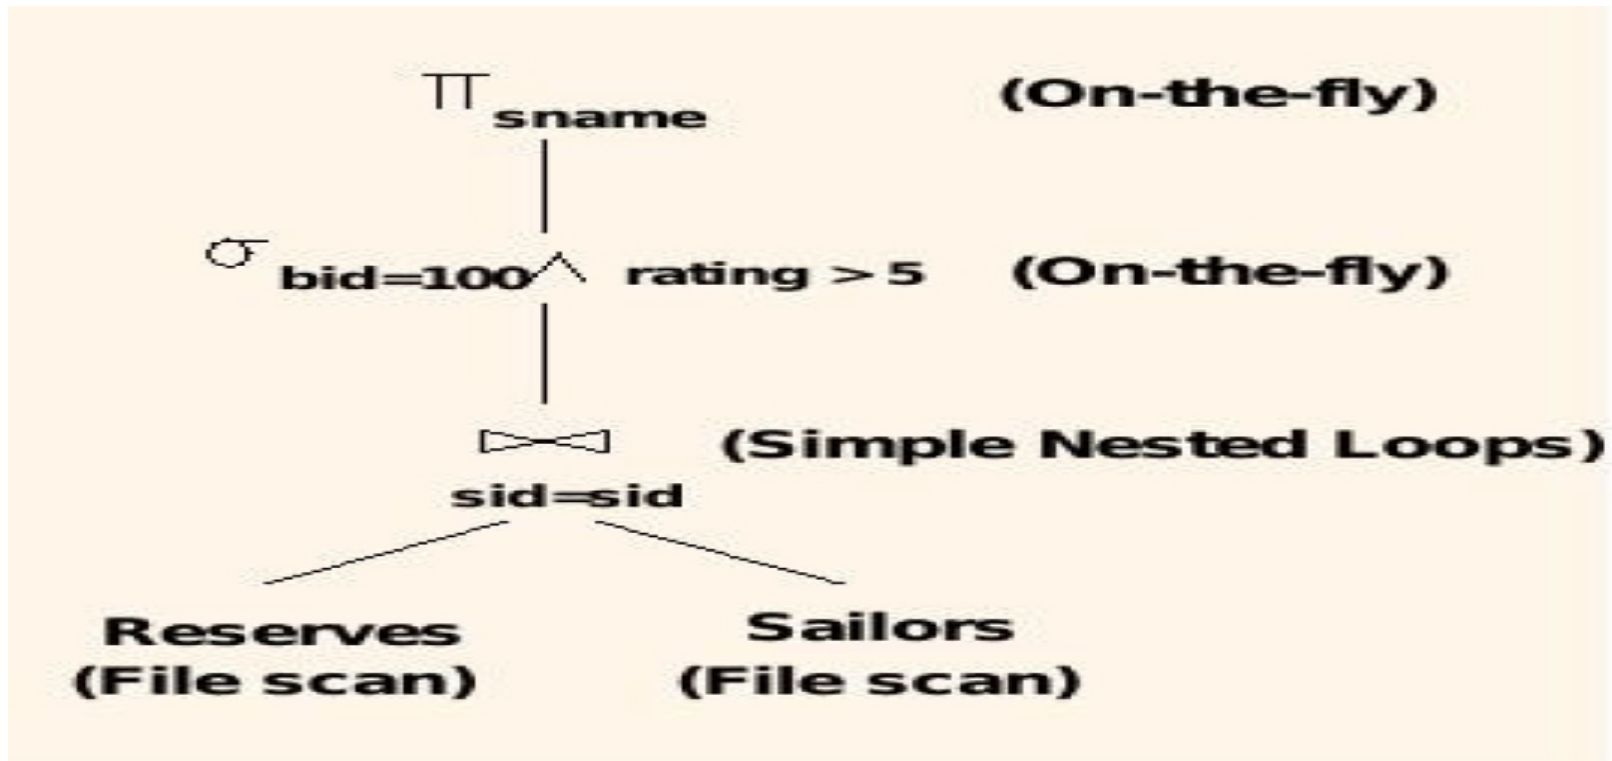 π sname (On-the-fly)
σ bid=100 ∧ rating > 5 (On-the-fly)
⋈ (Simple Nested Loops)
sid=sid
Reserves Sailors
(File scan) (File scan)